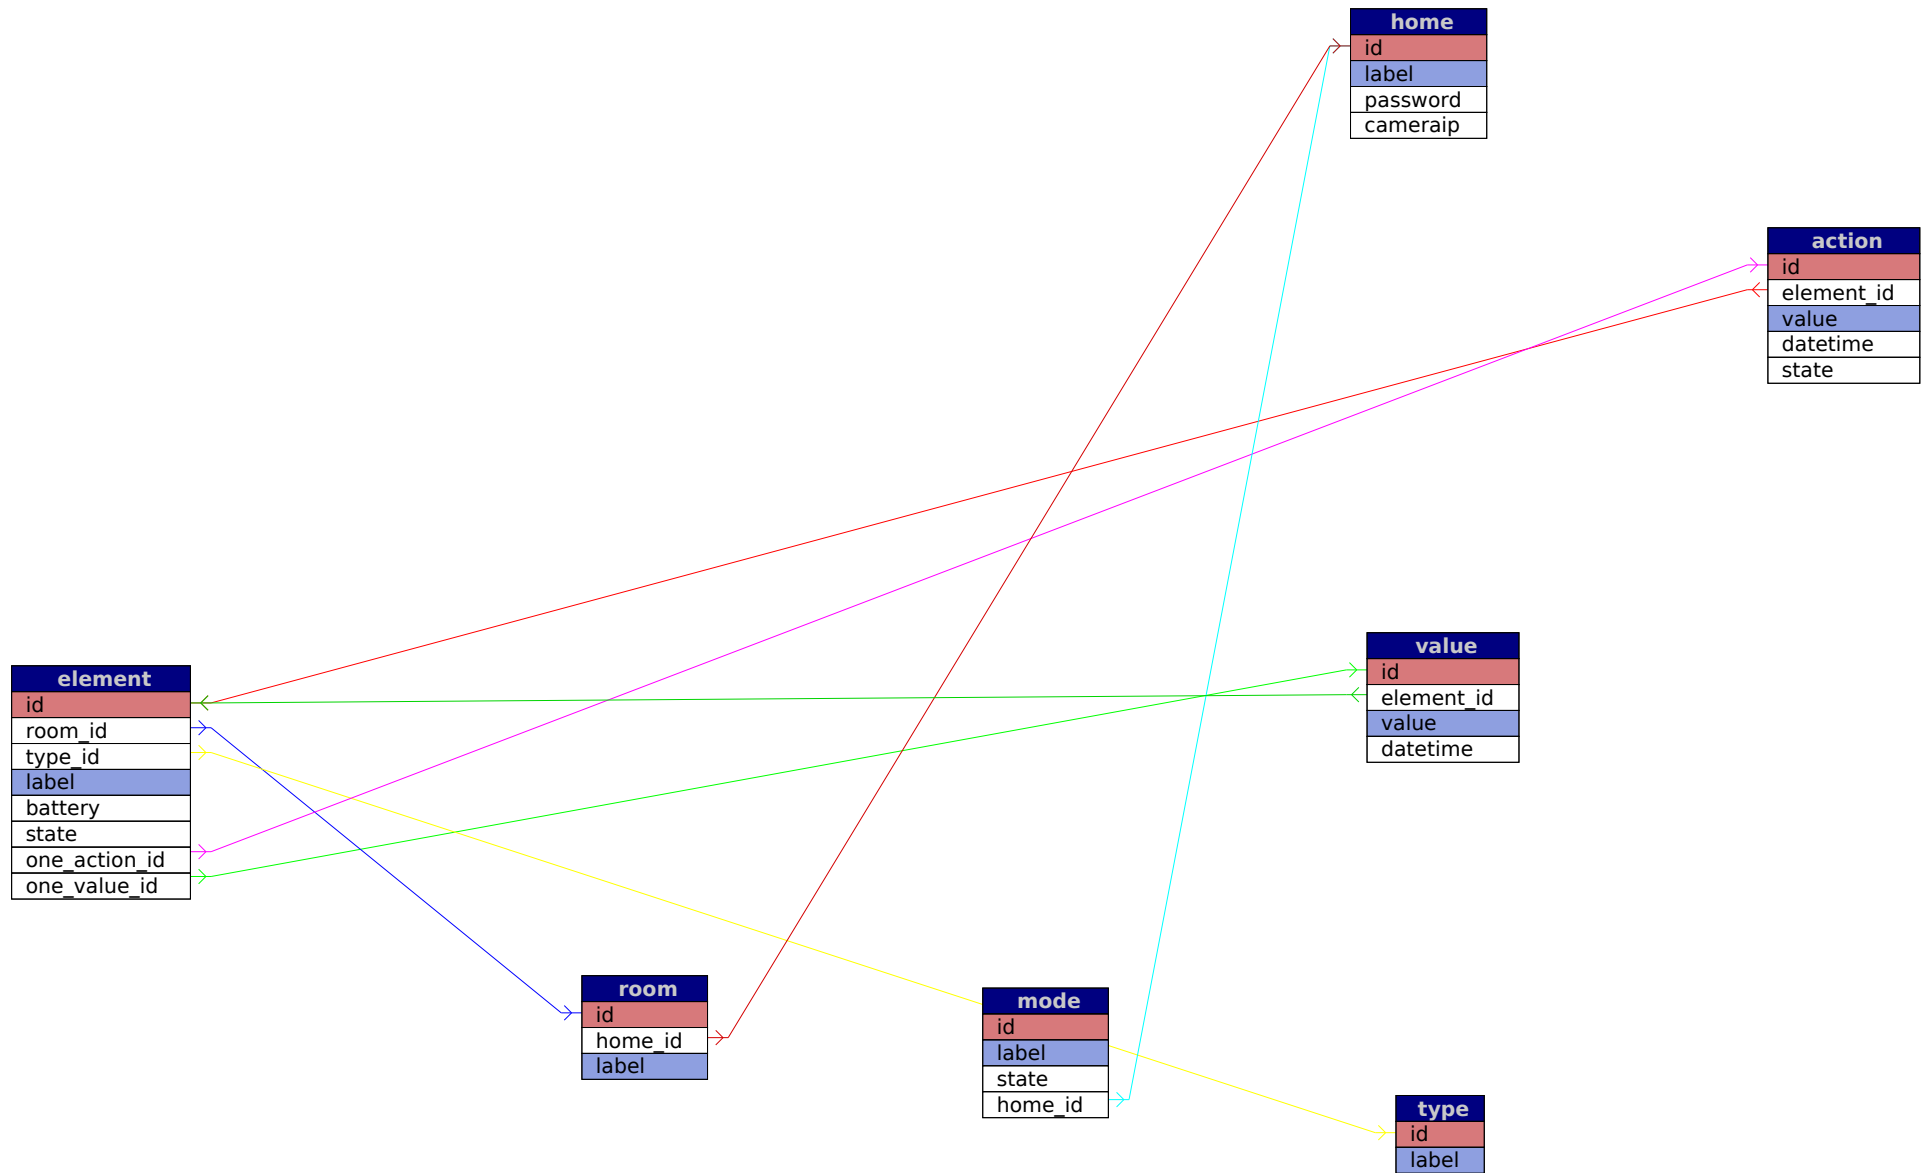 home
id
label
password
cameraip
action
id
element_id
value
datetime
state
value
id
element_id
value
datetime
element
id
room_id
type_id
label
battery
state
one_action_id
one_value_id
room
id
home_id
label
mode
id
label
state
home_id
type
id
label